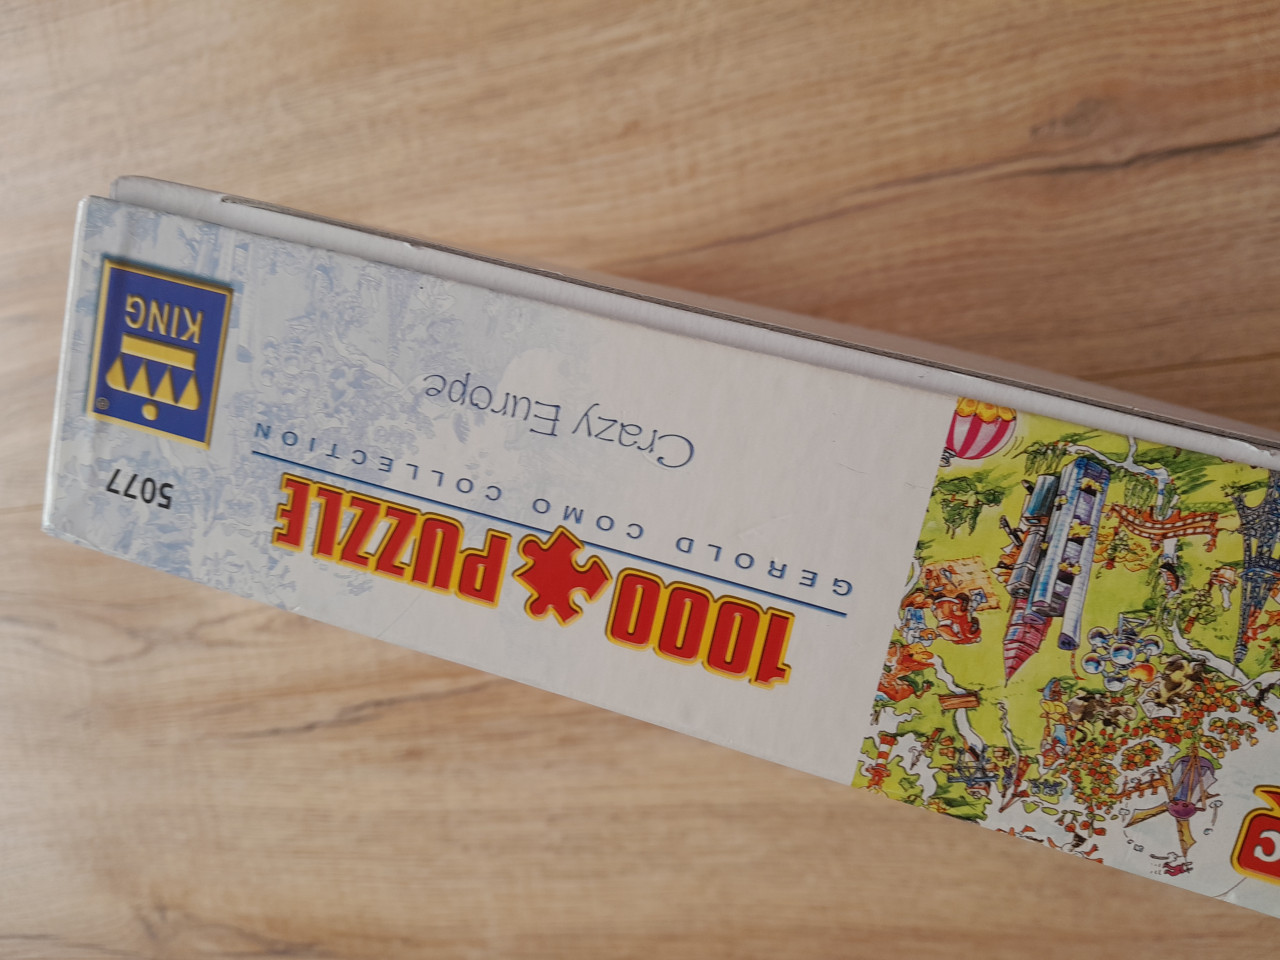 1000 PUZZLE
GEROLD COMO COLLECTION
Crazy Europe
5077
®
KING